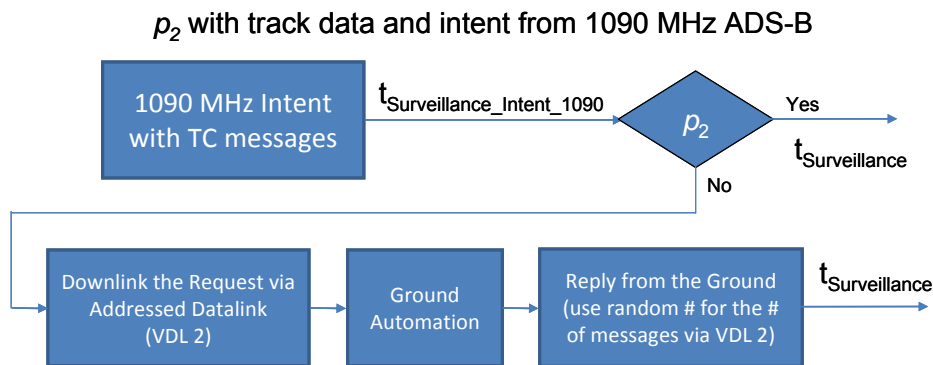 p2 with track data and intent from 1090 MHz ADS-B
1090 MHz Intent
with TC messages
tSurveillance_Intent_1090
p2
Yes
tSurveillance
No
Downlink the Request via
Addressed Datalink
(VDL 2)
Ground
Automation
Reply from the Ground
(use random # for the #
of messages via VDL 2)
tSurveillance